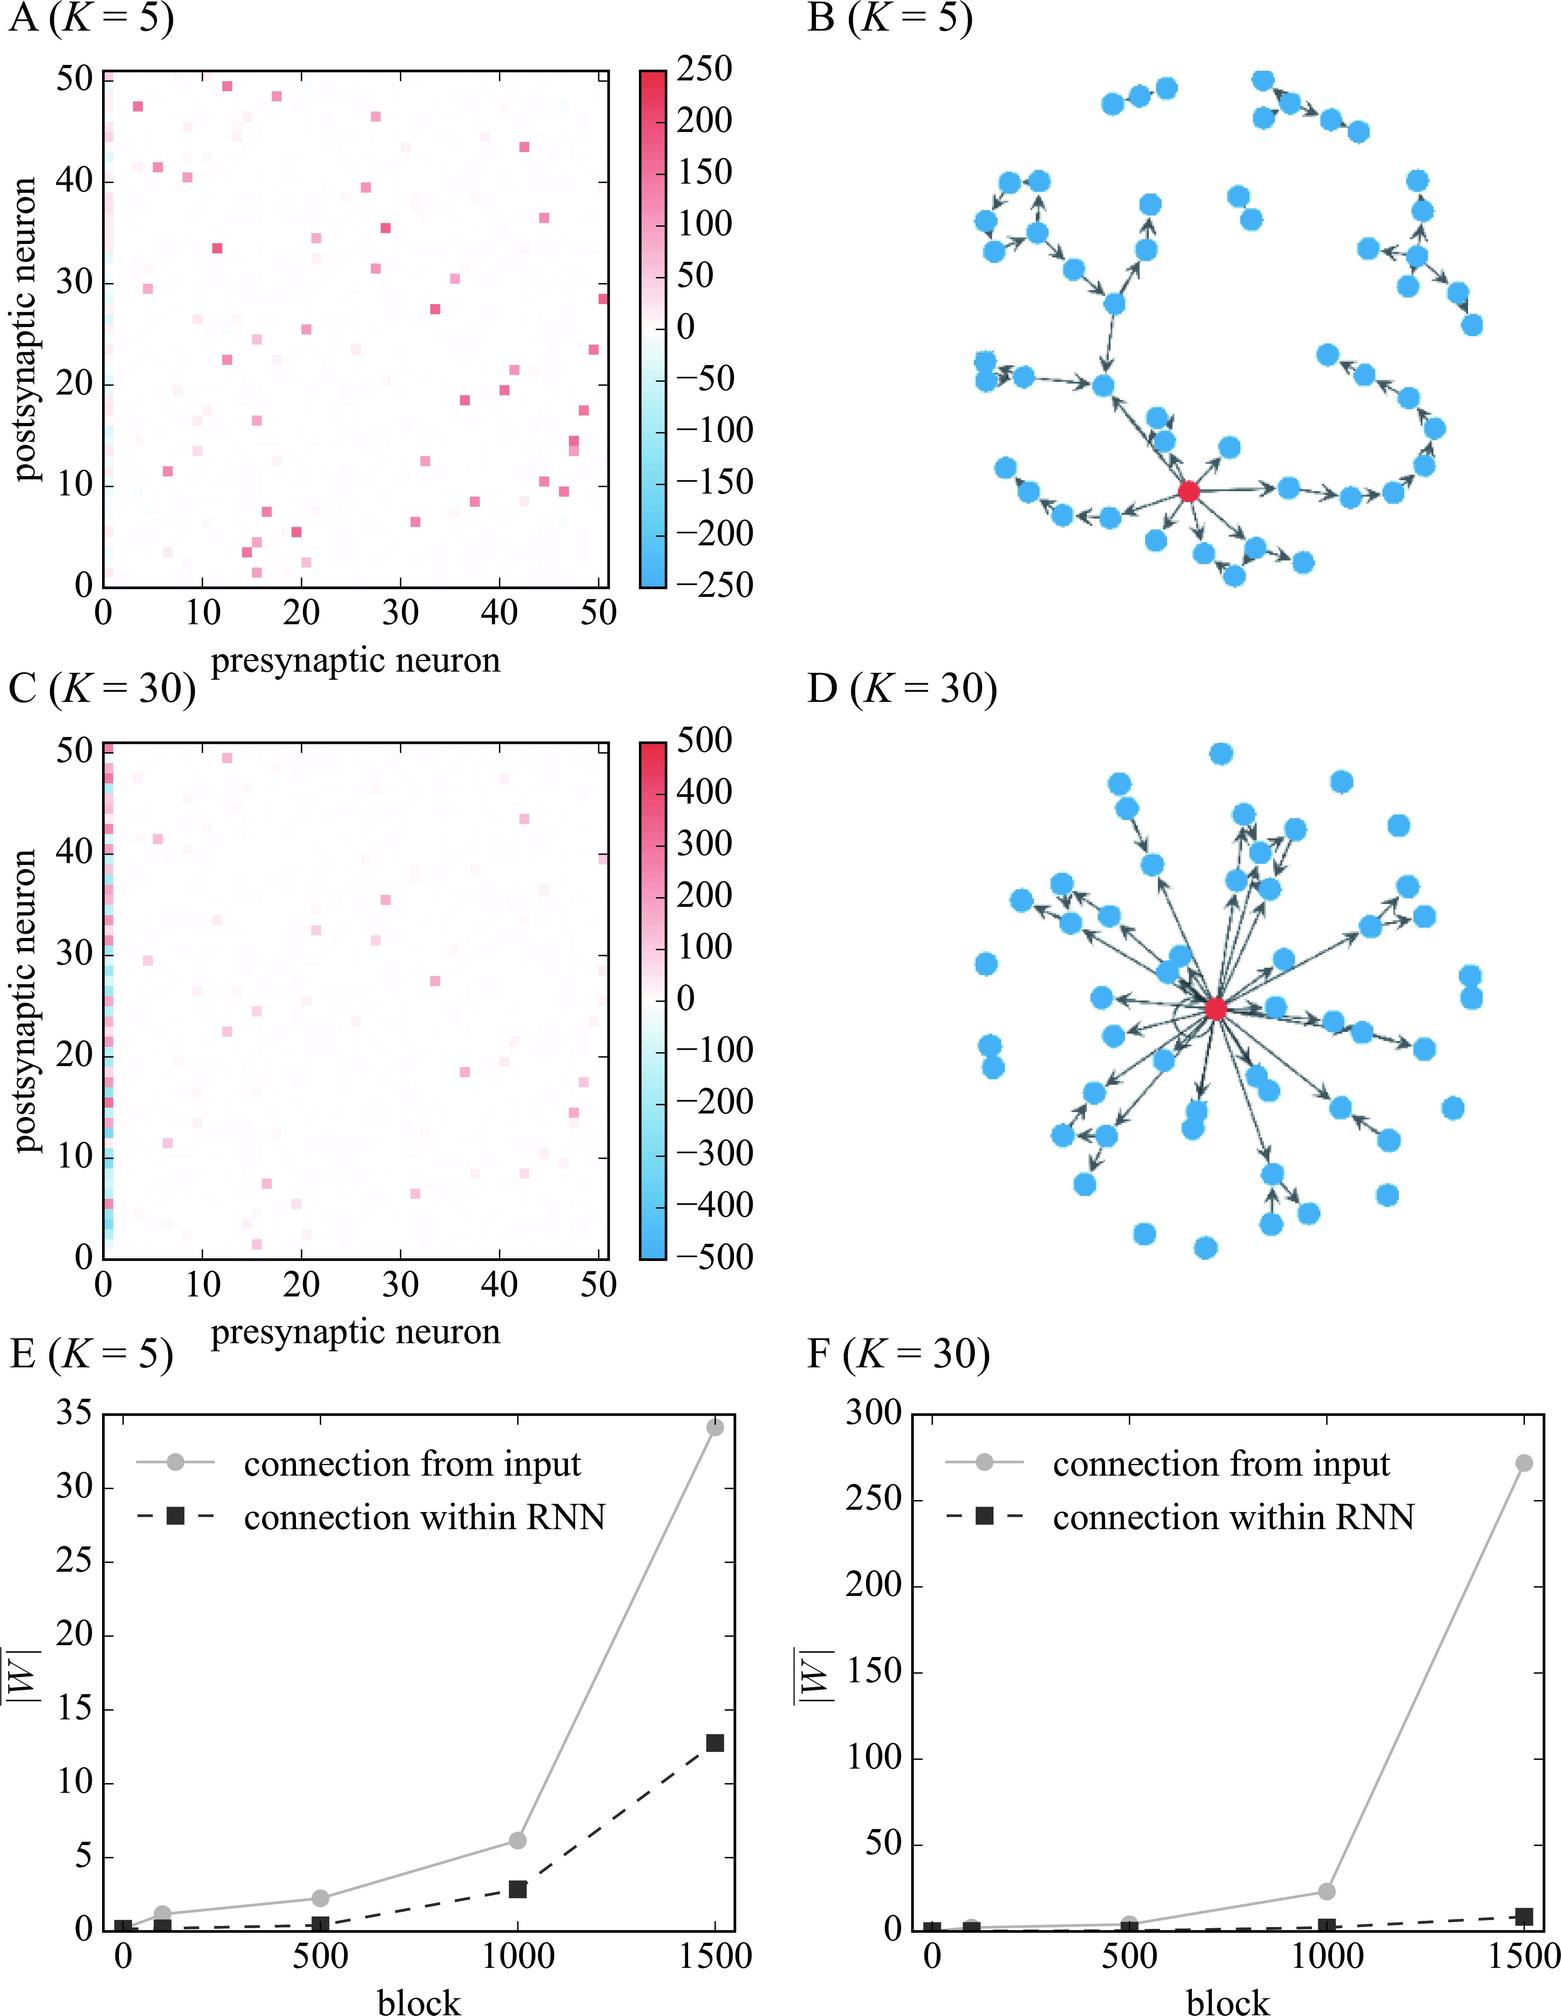 A (K = 5)
B (K = 5)
50
40
30
20
10
0
0 10 20 30 40 50
postsynaptic neuron
presynaptic neuron
250
200
150
100
50
0
−50
−100
−150
−200
−250
C (K = 30)
D (K = 30)
50
40
30
20
10
0
0 10 20 30 40 50
postsynaptic neuron
presynaptic neuron
500
400
300
200
100
0
−100
−200
−300
−400
−500
E (K = 5)
35
30
25
20
15
10
5
0
0 500 1000 1500
|W|
block
connection from input
connection within RNN
F (K = 30)
300
250
200
150
100
50
0
0 500 1000 1500
|W|
block
connection from input
connection within RNN